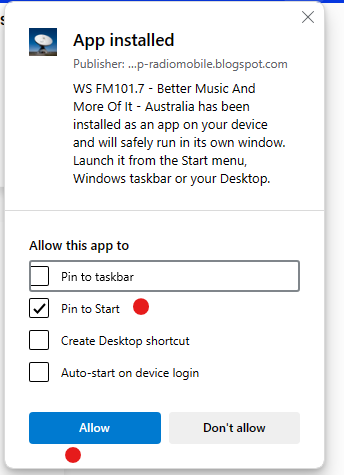 App installed
Publisher: ...p-radiomobile.blogspot.com
WS FM101.7 - Better Music And
More Of It - Australia has been
installed as an app on your device
and will safely run in its own window.
Launch it from the Start menu,
Windows taskbar or your Desktop.
Allow this app to
Pin to taskbar
Pin to Start
Create Desktop shortcut
Auto-start on device login
Allow
Don't allow